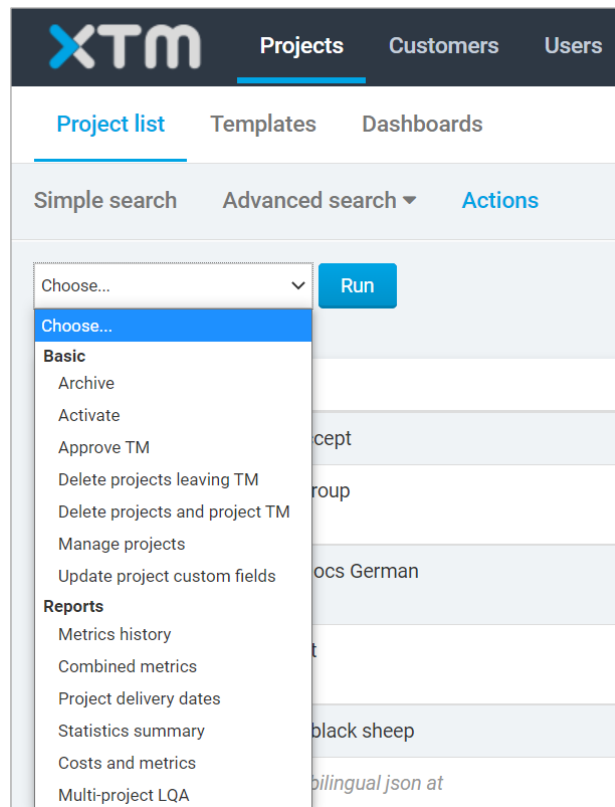 XTM Projects Customers Users
Project list Templates Dashboards
Simple search Advanced search Actions
Choose... Run
Choose...
Basic
Archive
Activate
Approve TM
ccept
Delete projects leaving TM
roup
Delete projects and project TM
Manage projects
Update project custom fields
ocs German
Reports
Metrics history
t
Combined metrics
Project delivery dates
Statistics summary
black sheep
Costs and metrics
bilingual json at
Multi-project LQA